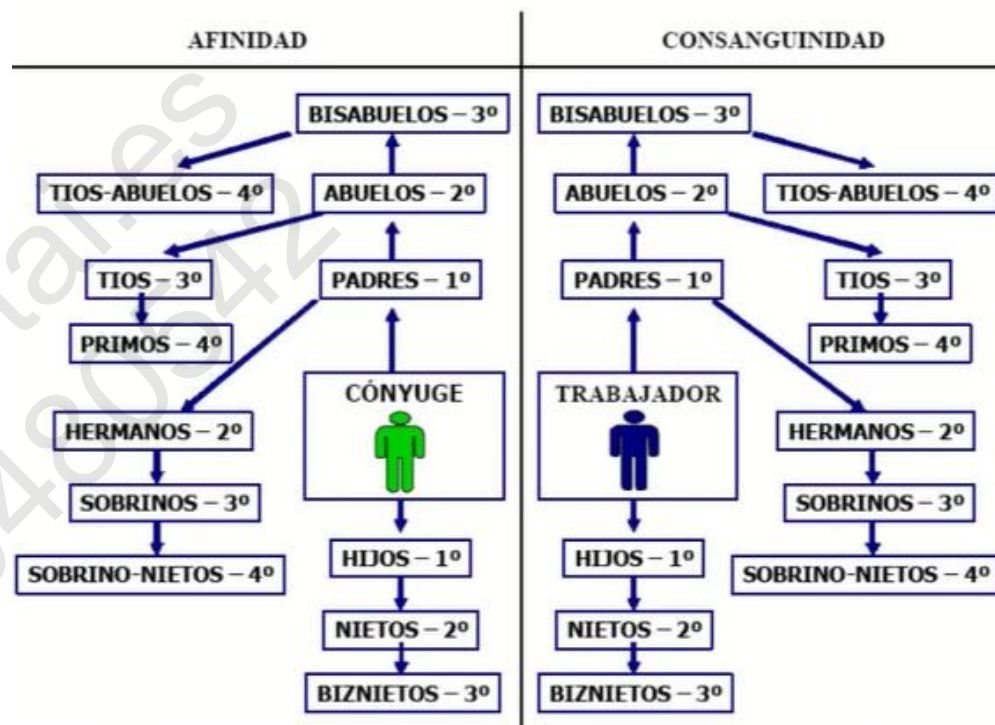 AFINIDAD
CONSANGUINIDAD
BISABUELOS – 3º
BISABUELOS – 3º
TIOS-ABUELOS – 4º
ABUELOS – 2º
ABUELOS – 2º
TIOS-ABUELOS – 4º
TIOS – 3º
PADRES – 1º
PADRES – 1º
TIOS – 3º
PRIMOS – 4º
PRIMOS – 4º
CÓNYUGE
TRABAJADOR
HERMANOS – 2º
HERMANOS – 2º
SOBRINOS – 3º
SOBRINOS – 3º
HIJOS – 1º
HIJOS – 1º
SOBRINO-NIETOS – 4º
SOBRINO-NIETOS – 4º
NIETOS – 2º
NIETOS – 2º
BIZNIETOS – 3º
BIZNIETOS – 3º